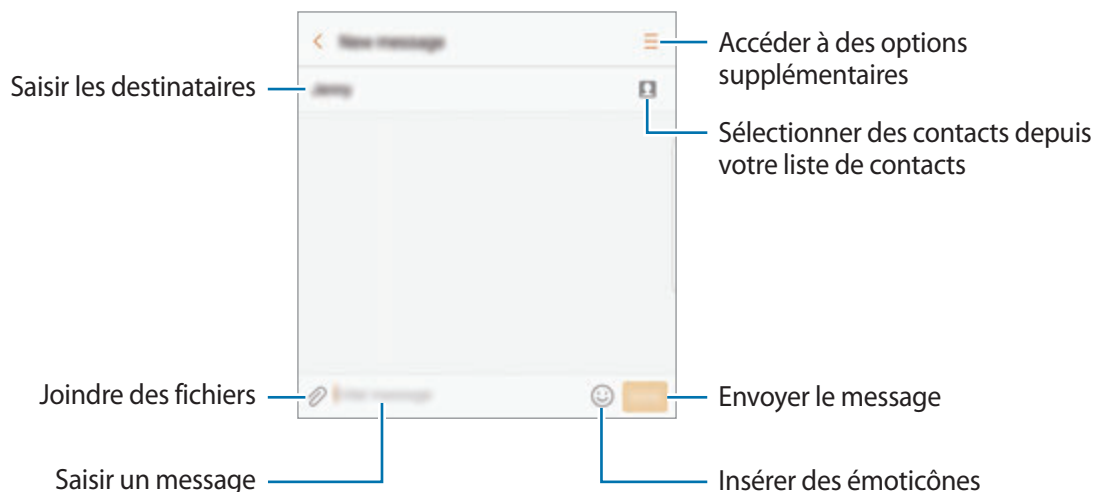 Accéder à des options
supplémentaires
Saisir les destinataires
Sélectionner des contacts depuis
votre liste de contacts
Joindre des fichiers
Envoyer le message
Saisir un message
Insérer des émoticônes